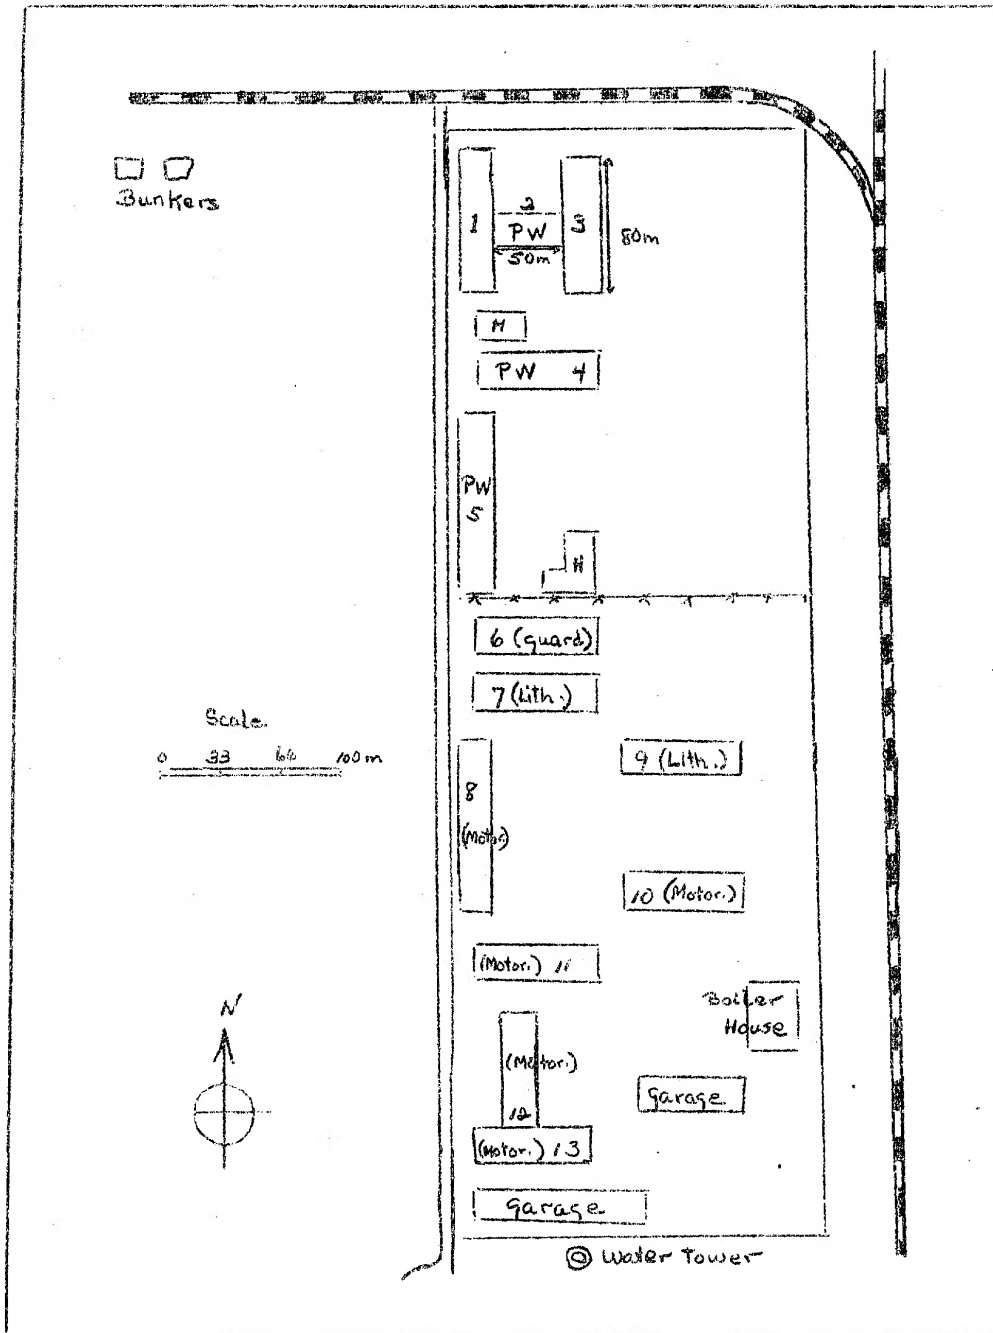 Bunkers
1
2
PW
50m
3
80m
H
PW 4
PW
5
H
6 (guard)
7 (Lith.)
Scale
0 33 66 100m
8
(Motor.)
9 (Lith.)
10 (Motor.)
(Motor.) 11
Boiler
House
N
(Motor.)
12
Garage
(Motor.) 13
Garage
Water Tower